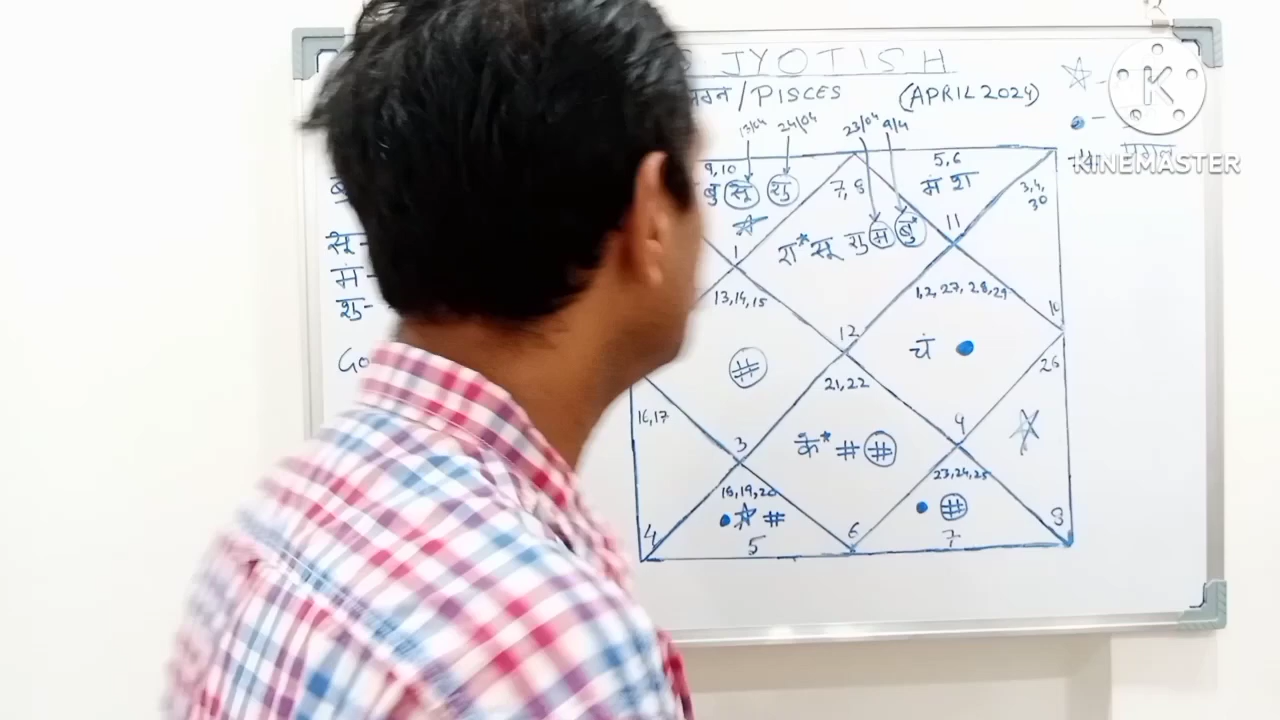 JYOTISH
लग्न/PISCES (APRIL 2024)
13/04 24/04 23/04 9/4
9,10
बु सू शु
7, 8
5,6
मं श
3,4,
30
1
11
रा* सू शु मं बु
13,14,15
1,2,27,28,29
10
12
चं
21,22
26
16,17
3
के* # #
9
18,19,20
23,24,25
#
#
#
4
5
6
7
8
सू -
मं -
शु -
Go
K
KINEMASTER